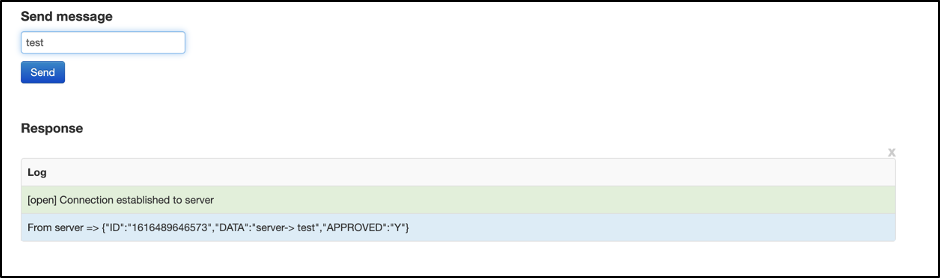 Send message
test
Send
Response
x
Log
[open] Connection established to server
From server => {"ID":"1616489646573","DATA":"server-> test","APPROVED":"Y"}